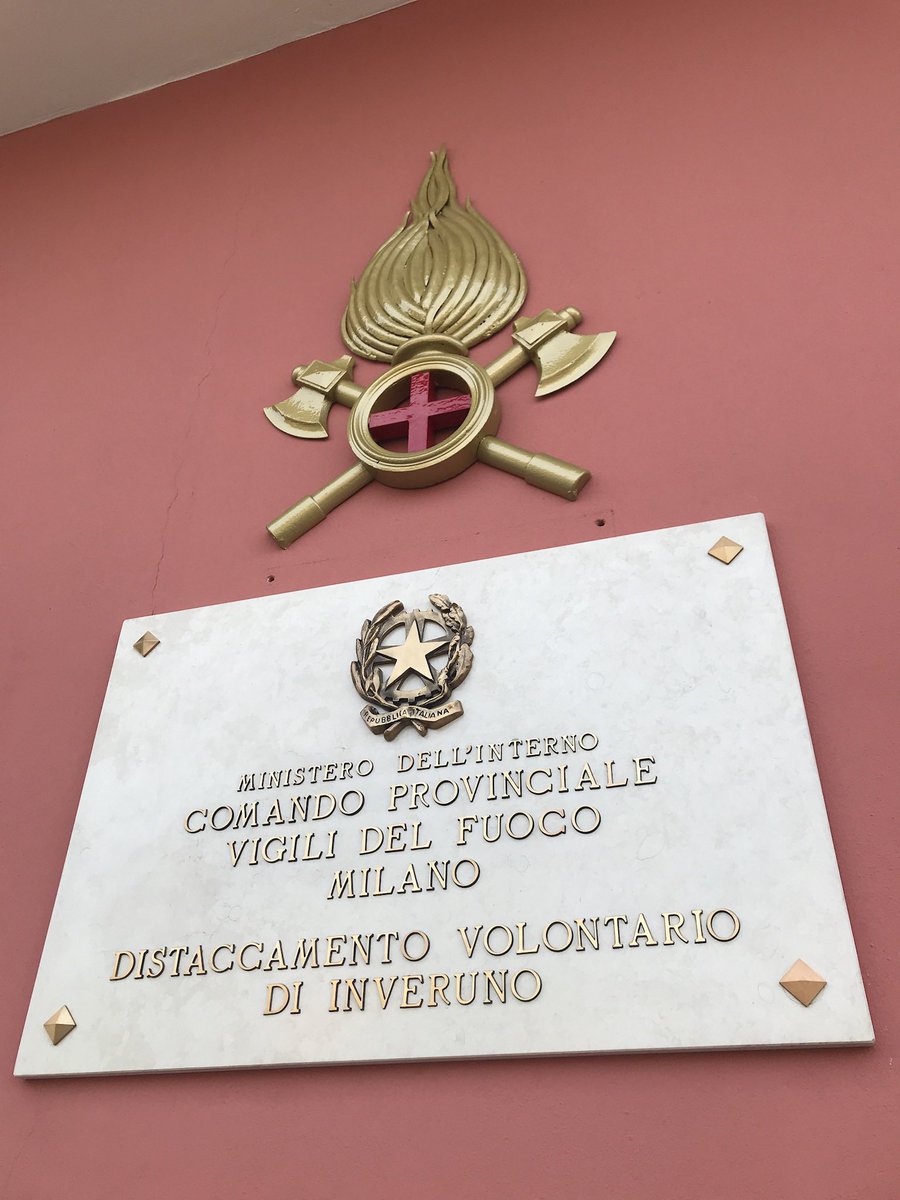 REPUBBLICA ITALIANA
MINISTERO DELL'INTERNO
COMANDO PROVINCIALE
VIGILI DEL FUOCO
MILANO
DISTACCAMENTO VOLONTARIO
DI INVERUNO